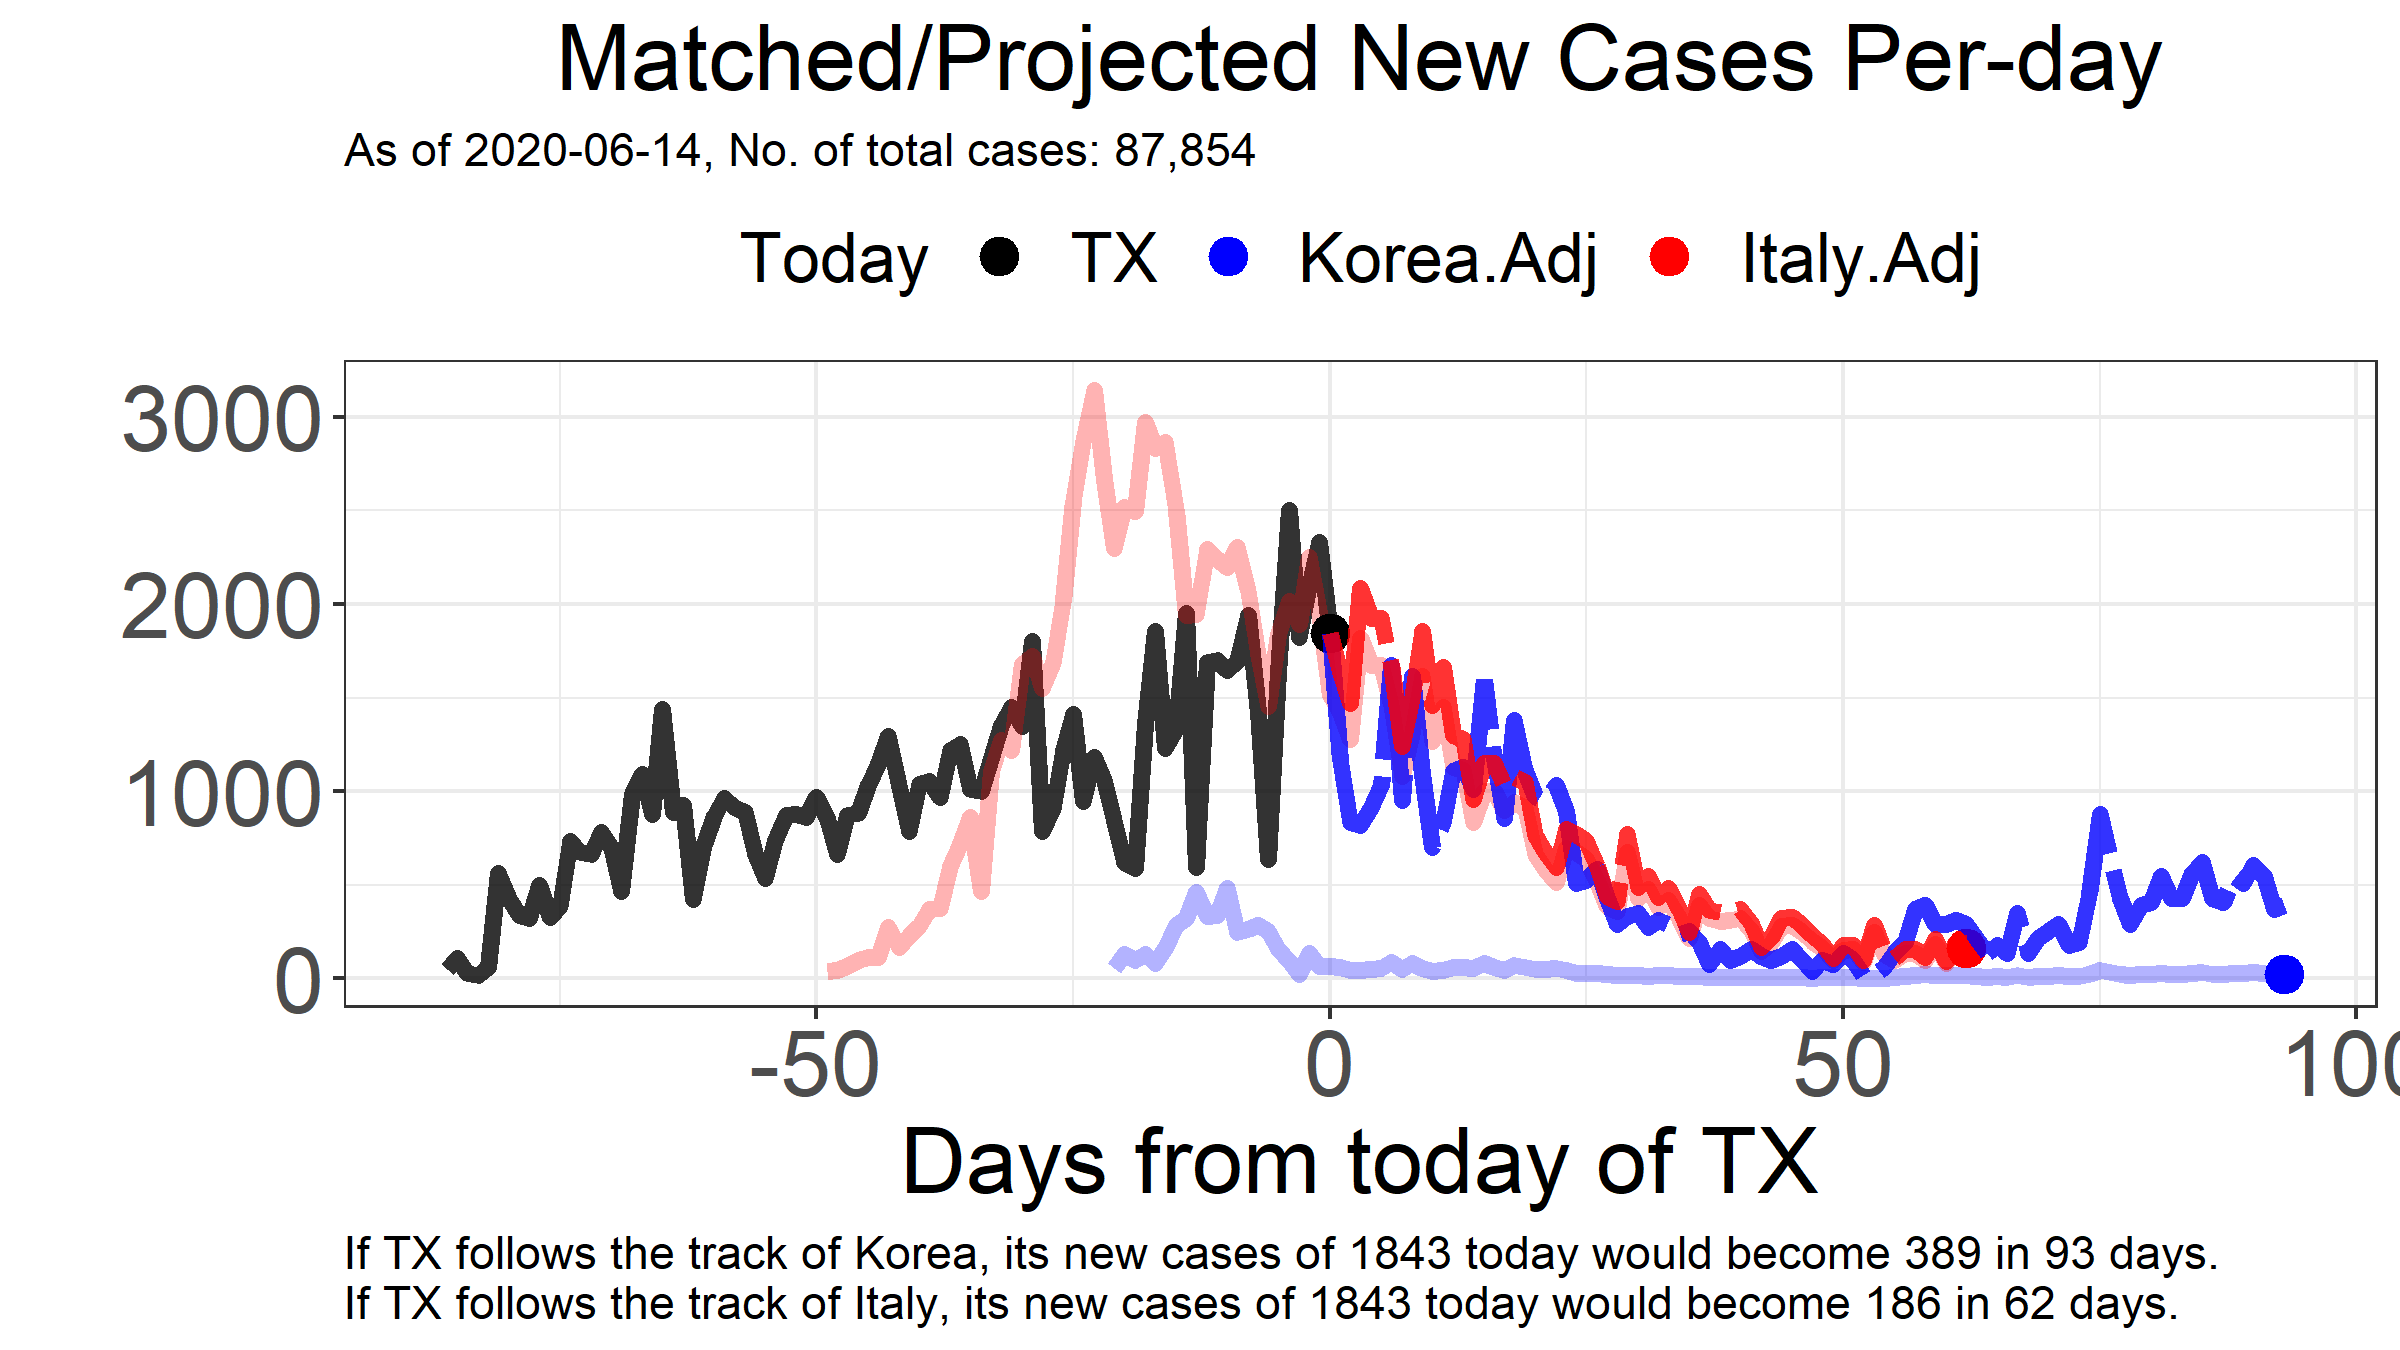 Matched/Projected New Cases Per-day
As of 2020-06-14, No. of total cases: 87,854
Today TX Korea.Adj Italy.Adj
3000
2000
1000
0
-50 0 50 100
Days from today of TX
If TX follows the track of Korea, its new cases of 1843 today would become 389 in 93 days.
If TX follows the track of Italy, its new cases of 1843 today would become 186 in 62 days.